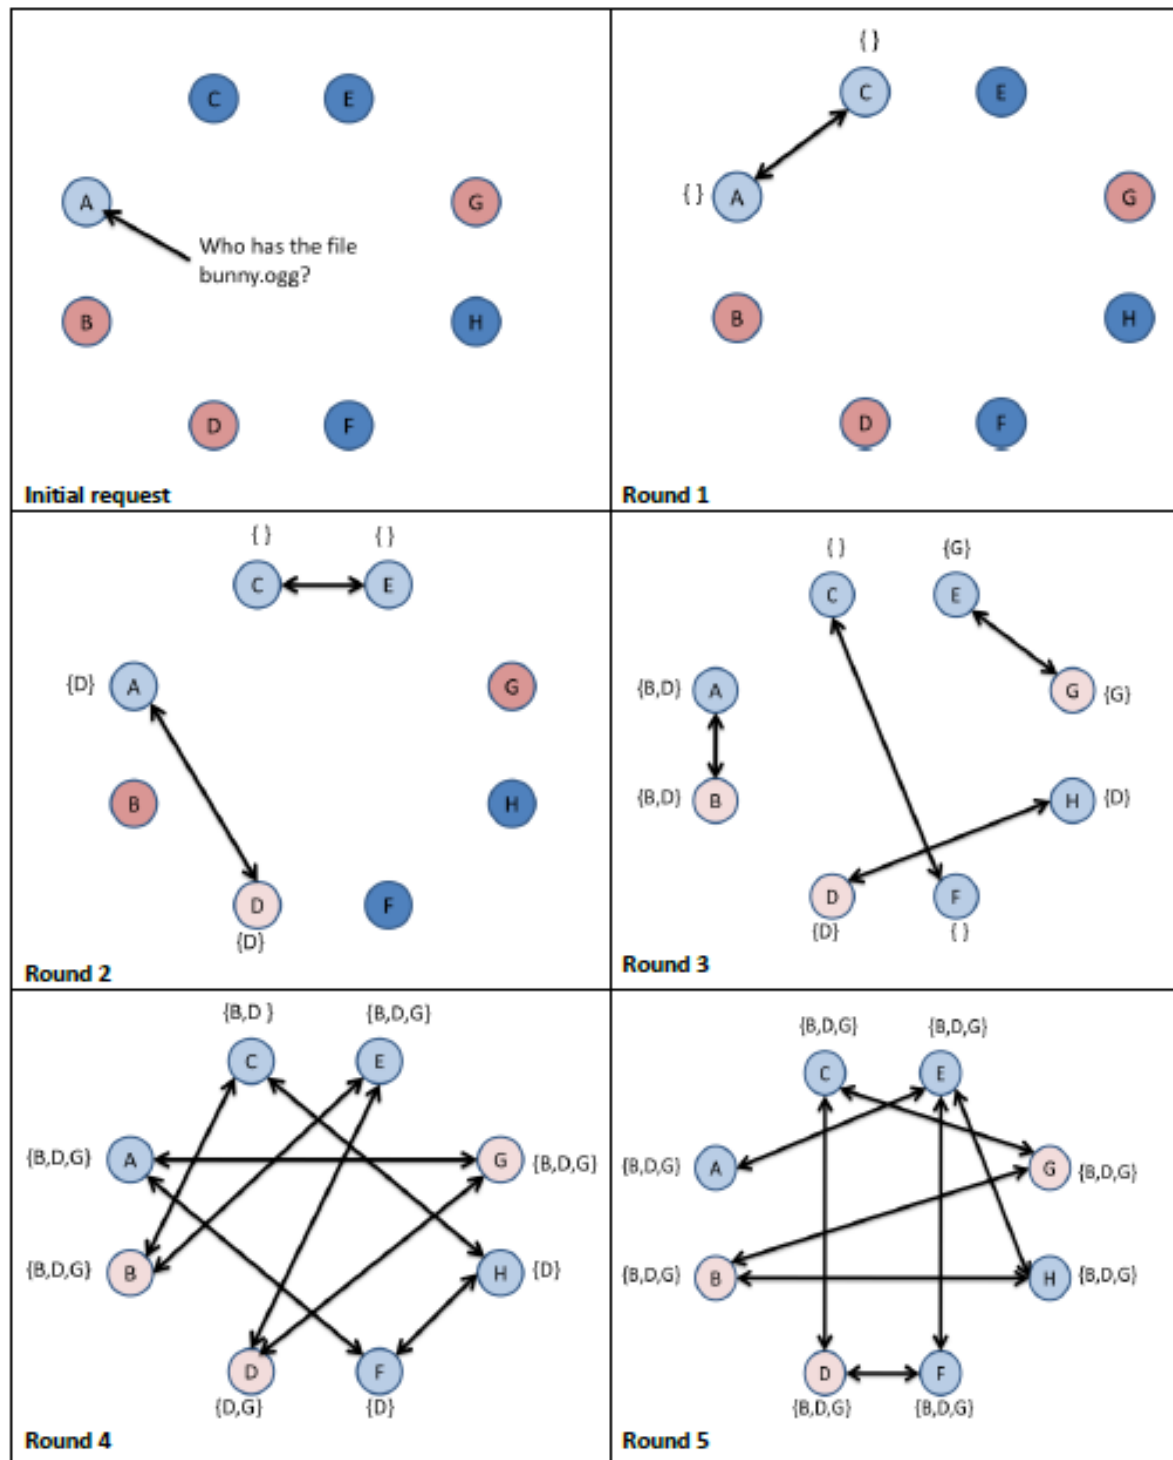 C E
A G
Who has the file
bunny.ogg?
B H
D F
Initial request
{ }
C E
{ } A G
B H
D F
Round 1
{ } { }
C E
{D} A G
B H
D F
{D}
Round 2
{ } {G}
C E
{B,D} A G {G}
{B,D} B H {D}
D F
{D} { }
Round 3
{B,D } {B,D,G}
C E
{B,D,G} A G {B,D,G}
{B,D,G} B H {D}
D F
{D,G} {D}
Round 4
{B,D,G} {B,D,G}
C E
{B,D,G} A G {B,D,G}
{B,D,G} B H {B,D,G}
D F
{B,D,G} {B,D,G}
Round 5